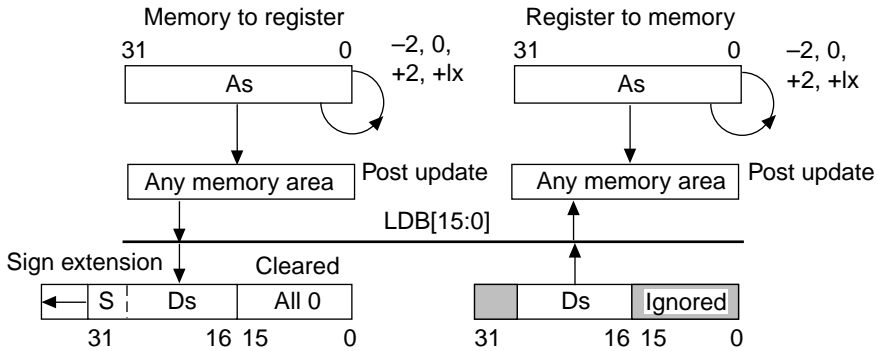 Memory to register
31 0
–2, 0,
+2, +Ix
As
Any memory area
Post update
Register to memory
31 0
–2, 0,
+2, +Ix
As
Any memory area
Post update
LDB[15:0]
Sign extension
Cleared
S Ds All 0
31 16 15 0
Ds Ignored
31 16 15 0